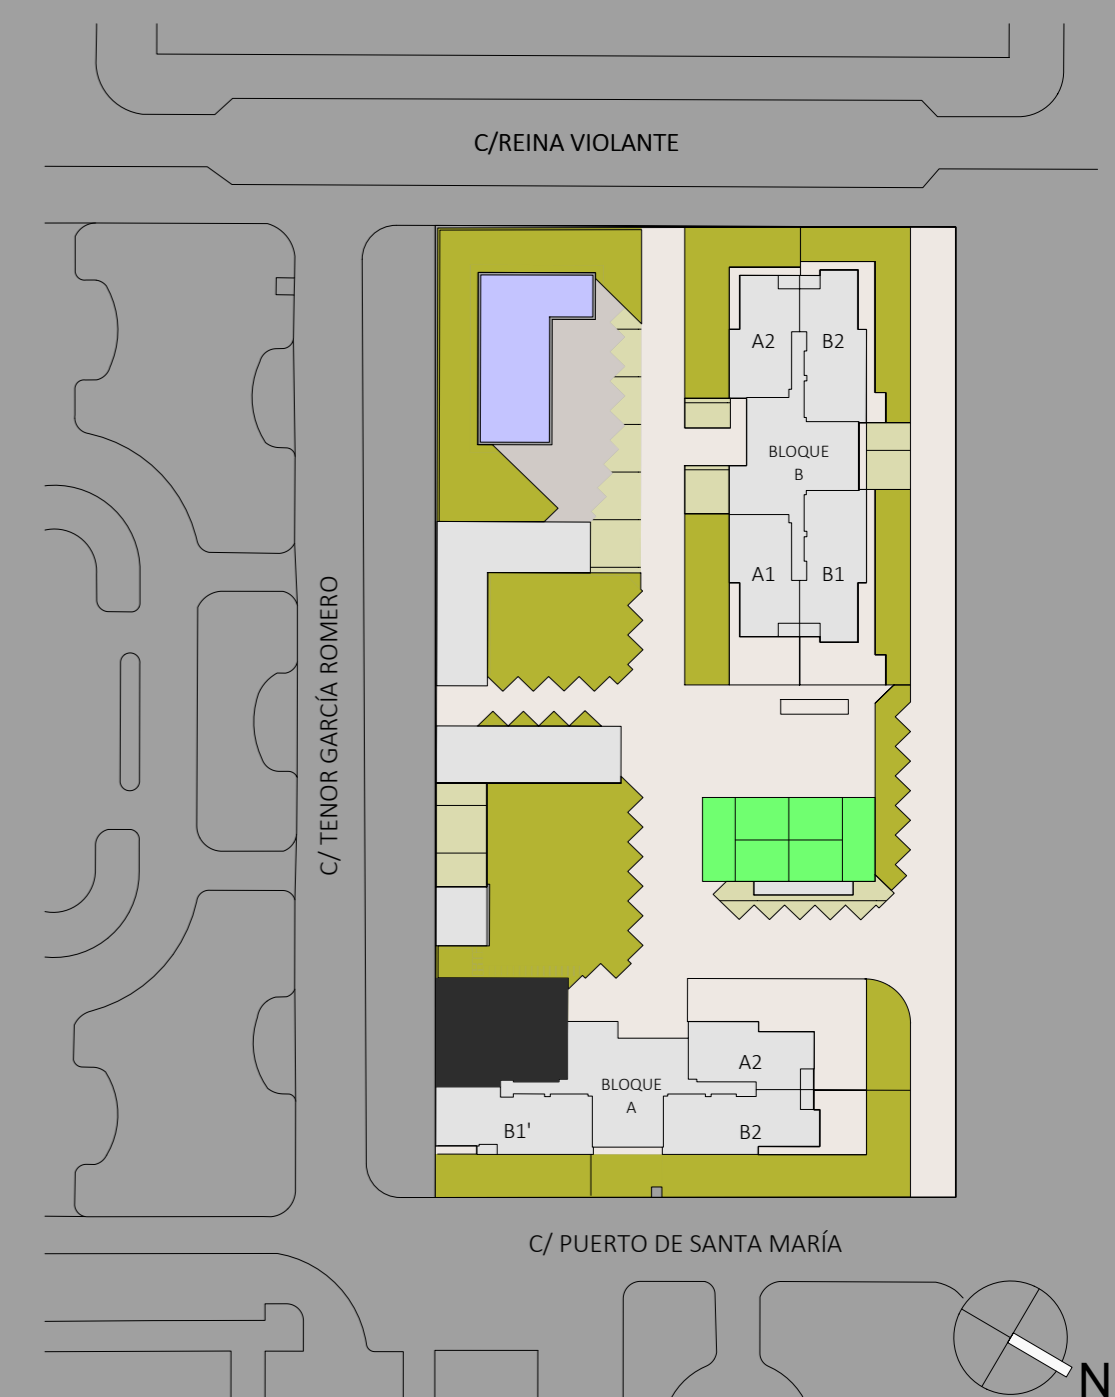 C/REINA VIOLANTE
A2
B2
BLOQUE
B
A1
B1
C/ TENOR GARCÍA ROMERO
A2
BLOQUE
A
B1'
B2
C/ PUERTO DE SANTA MARÍA
N